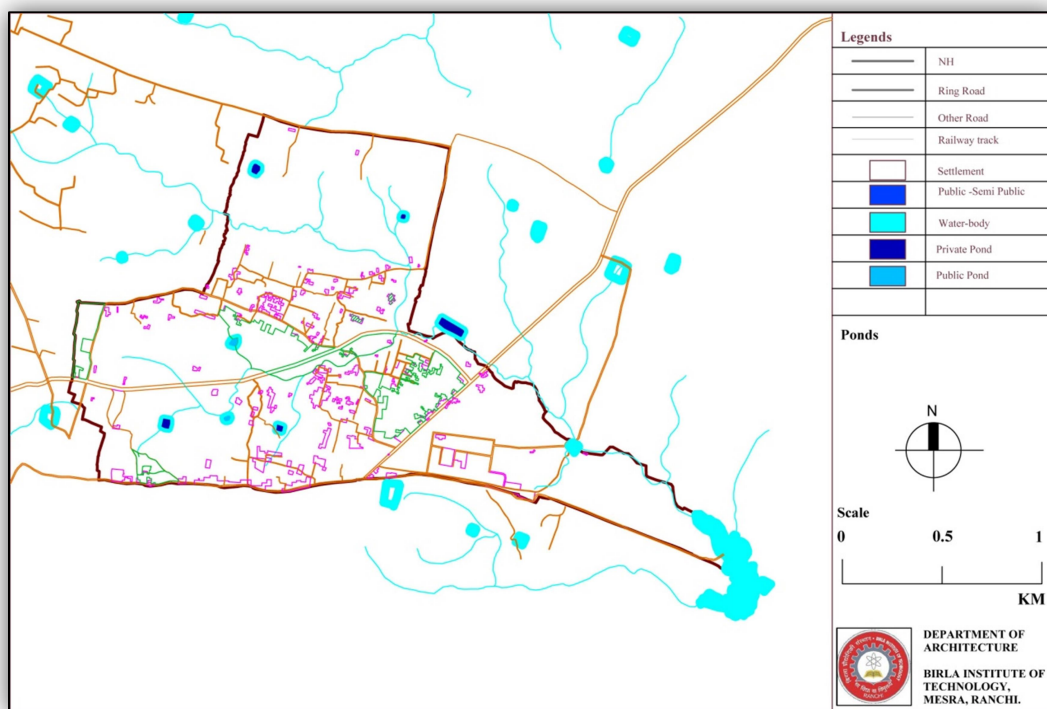 Legends
NH
Ring Road
Other Road
Railway track
Settlement
Public -Semi Public
Water-body
Private Pond
Public Pond
Ponds
N
Scale
0 0.5 1
KM
DEPARTMENT OF
ARCHITECTURE
BIRLA INSTITUTE OF
TECHNOLOGY,
MESRA, RANCHI.
RANCHI